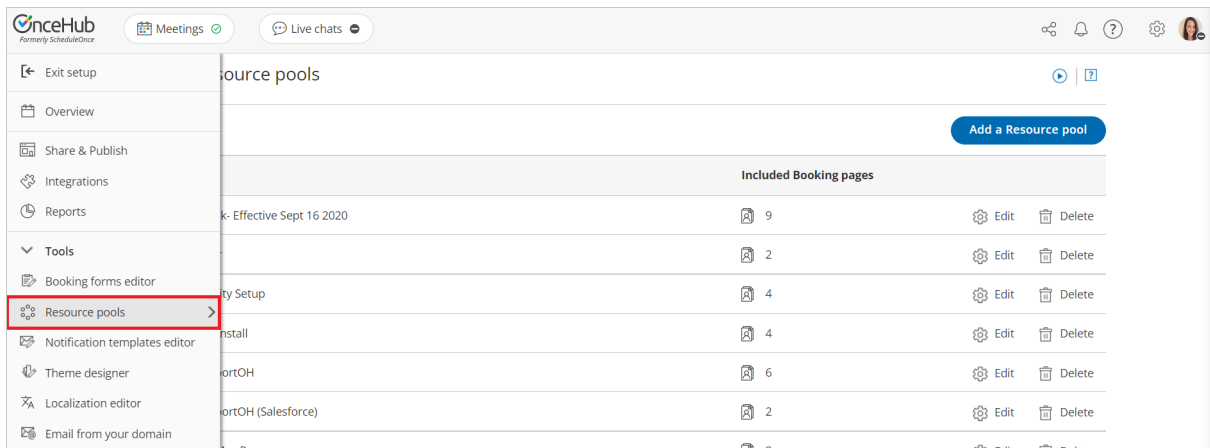 OnceHub
Formerly ScheduleOnce
Meetings
Live chats
?
Exit setup
source pools
?
Overview
Add a Resource pool
Share & Publish
Included Booking pages
Integrations
Reports
k- Effective Sept 16 2020 9 Edit Delete
Tools
2 Edit Delete
Booking forms editor
ity Setup 4 Edit Delete
Resource pools
nstall 4 Edit Delete
Notification templates editor
Theme designer
portOH 6 Edit Delete
Localization editor
portOH (Salesforce) 2 Edit Delete
Email from your domain